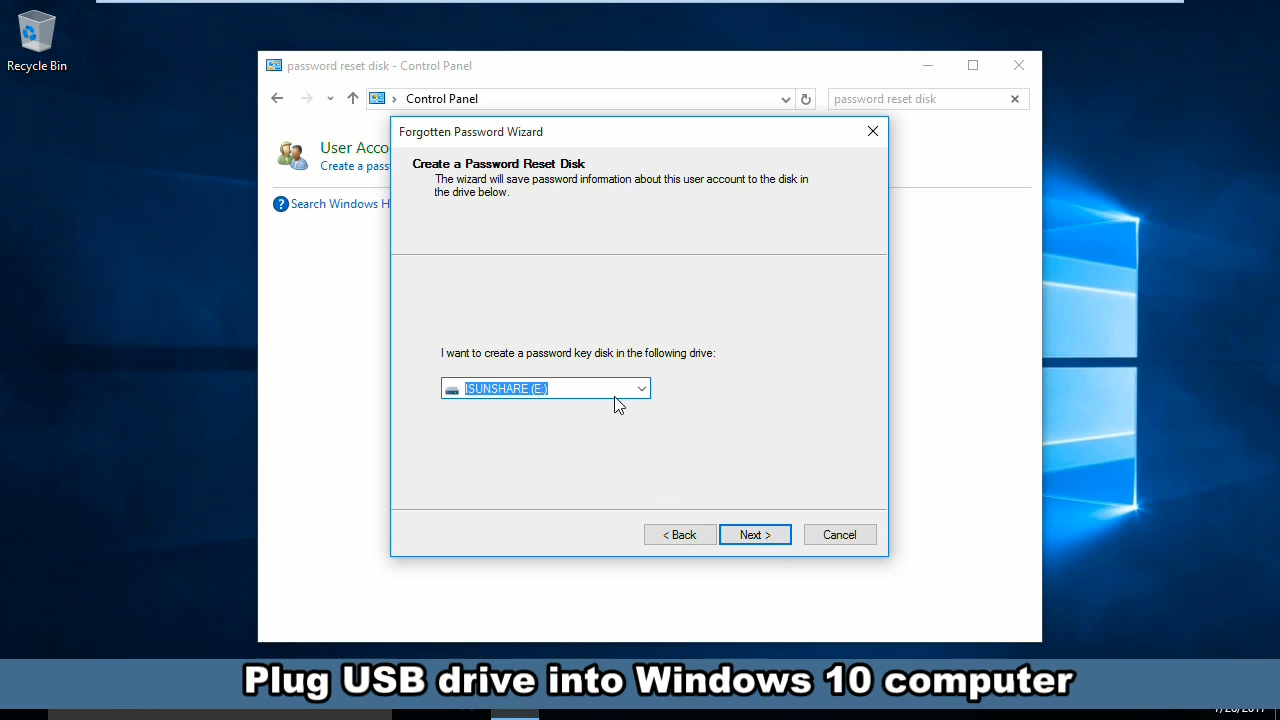 Recycle Bin
password reset disk - Control Panel
Control Panel
password reset disk
User Acco
Create a pass
Search Windows H
Forgotten Password Wizard
Create a Password Reset Disk
The wizard will save password information about this user account to the disk in
the drive below.
I want to create a password key disk in the following drive:
ISUNSHARE (E:)
< Back
Next >
Cancel
Plug USB drive into Windows 10 computer